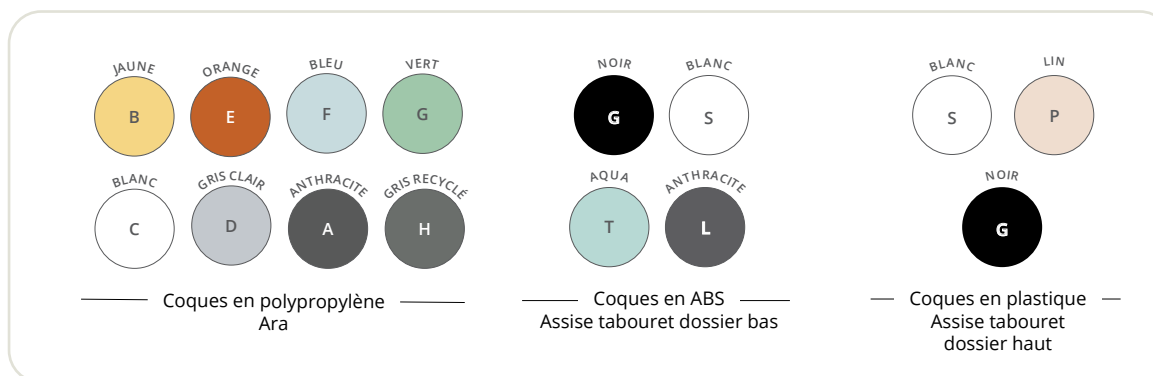 JAUNE ORANGE BLEU VERT
B E F G
BLANC GRIS CLAIR ANTHRACITE GRIS RECYCLÉ
C D A H
Coques en polypropylène
Ara
NOIR BLANC
G S
AQUA ANTHRACITE
T L
Coques en ABS
Assise tabouret dossier bas
BLANC LIN
S P
NOIR
G
Coques en plastique
Assise tabouret
dossier haut